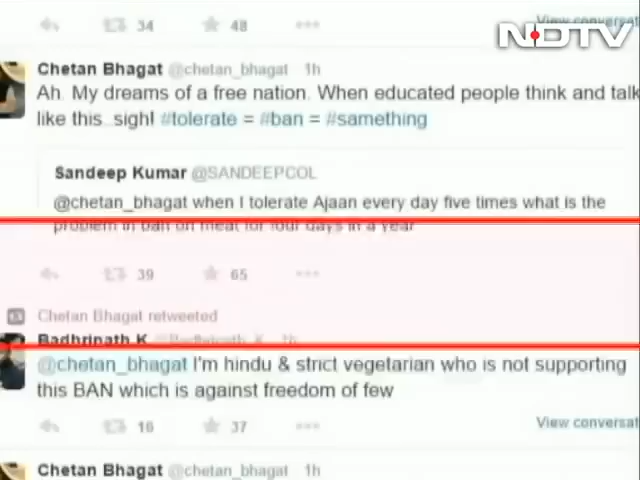 34 48 View conversat
NDTV
Chetan Bhagat @chetan_bhagat 1h
Ah. My dreams of a free nation. When educated people think and talk
like this..sigh! #tolerate = #ban = #samething
Sandeep Kumar @SANDEEPCOL
@chetan_bhagat when I tolerate Ajaan every day five times what is the
problem in ban on meat for four days in a year
39 65
Chetan Bhagat retweeted
Badhrinath K 1h
@chetan_bhagat I'm hindu & strict vegetarian who is not supporting
this BAN which is against freedom of few
16 37 View conversat
Chetan Bhagat @chetan_bhagat 1h